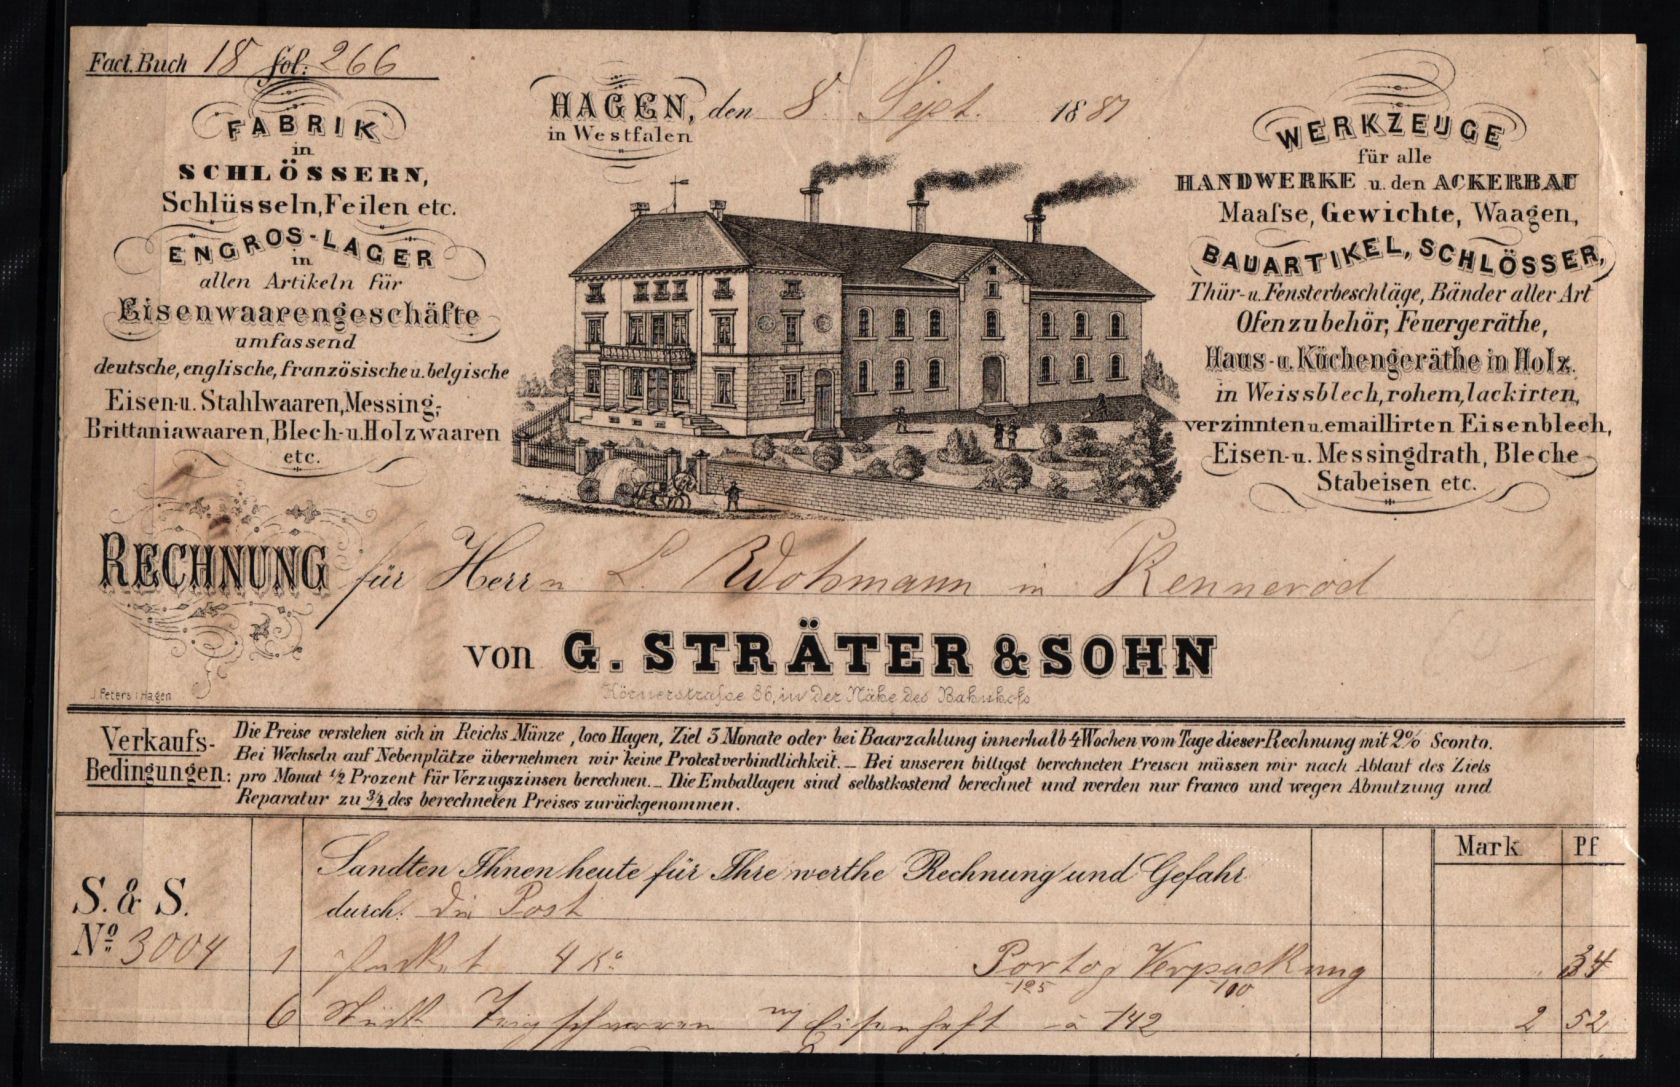 Fact. Buch 18 fol: 266
FABRIK
in
SCHLÖSSERN,
Schlüsseln, Feilen etc.
ENGROS-LAGER
in
allen Artikeln für
Eisenwaarengeschäfte
umfassend
deutsche, englische, französische u. belgische
Eisen- u. Stahlwaaren, Messing-,
Brittaniawaaren, Blech- u. Holzwaaren
etc.
HAGEN, den 8. Sept. 1881
in Westfalen
WERKZEUGE
für alle
HANDWERKE u. den ACKERBAU
Maaſse, Gewichte, Waagen,
BAUARTIKEL, SCHLÖSSER,
Thür- u. Fensterbeschläge, Bänder aller Art
Ofenzubehör, Feuergeräthe,
Haus- u. Küchengeräthe in Holz.
in Weissblech, rohem, lackirten,
verzinnten u. emaillirten Eisenblech,
Eisen- u. Messingdrath, Bleche
Stabeisen etc.
RECHNUNG für Herrn L. Wohmann in Rennerod
von G. STRÄTER & SOHN
Körnerstraſse 86, in der Nähe des Bahnhofs
J. Peters i Hagen
Verkaufs-Bedingungen:
Die Preise verstehen sich in Reichs Münze, loco Hagen, Ziel 3 Monate oder bei Baarzahlung innerhalb 4 Wochen vom Tage dieser Rechnung mit 2% Sconto.
Bei Wechseln auf Nebenplätze übernehmen wir keine Protestverbindlichkeit. _ Bei unseren billigst berechneten Preisen müssen wir nach Ablauf des Ziels
pro Monat ½ Prozent für Verzugszinsen berechnen. _ Die Emballagen sind selbstkostend berechnet und werden nur franco und wegen Abnutzung und
Reparatur zu ¾ des berechneten Preises zurückgenommen.
Mark Pf
Sandten Ihnen heute für Ihre werthe Rechnung und Gefahr
durch: die Post
S. & S.
Nº 3004 1 Packet 4 Ko Porto & Verpackung 34
125 100
6 Stück à 142 2 52